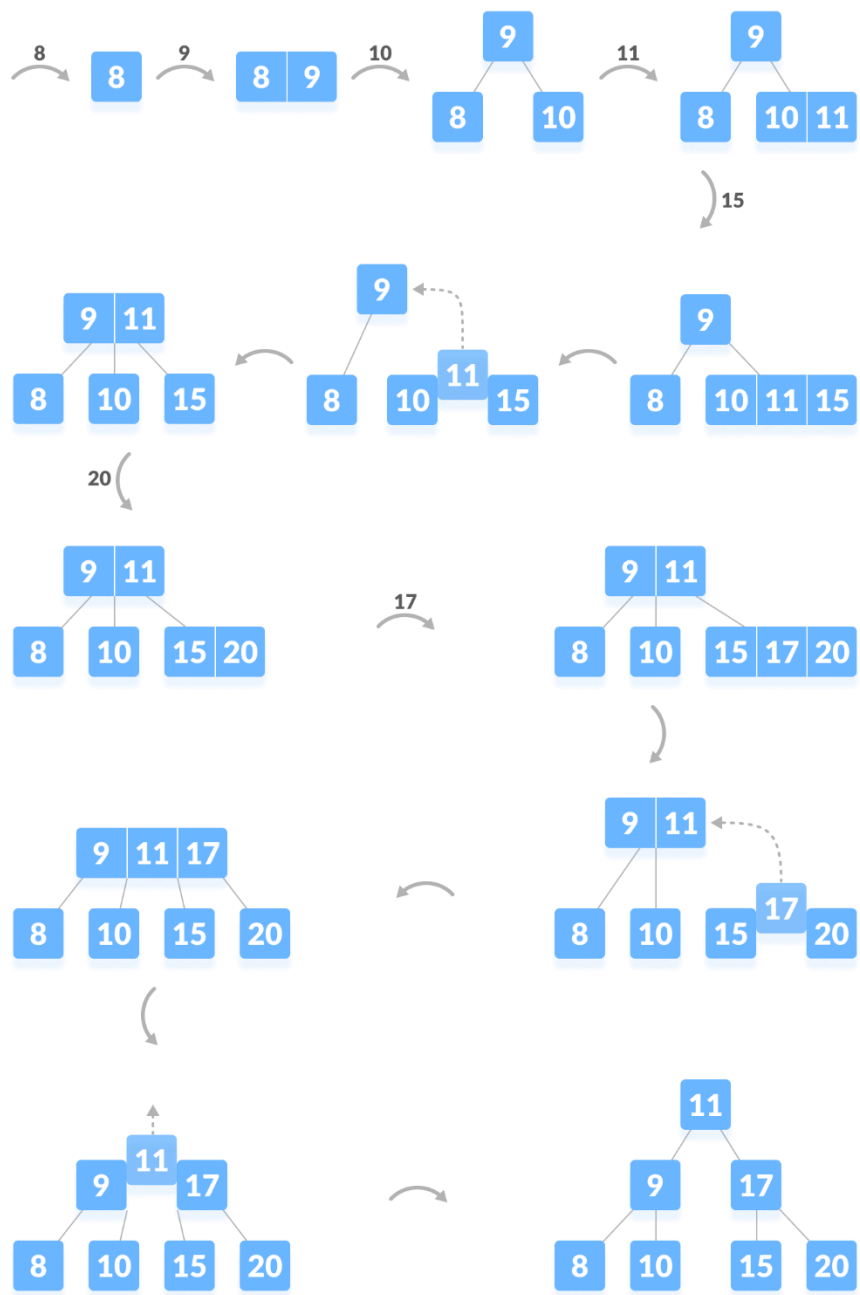 8 8 9 8 9 10 9 11 9
8 10 8 10 11
15
9 11 9 9
8 10 15 8 10 11 15 8 10 11 15
20
9 11 17 9 11
8 10 15 20 8 10 15 17 20
9 11 17 9 11
8 10 15 20 8 10 15 17 20
11
9 11 17 9 17
8 10 15 20 8 10 15 20